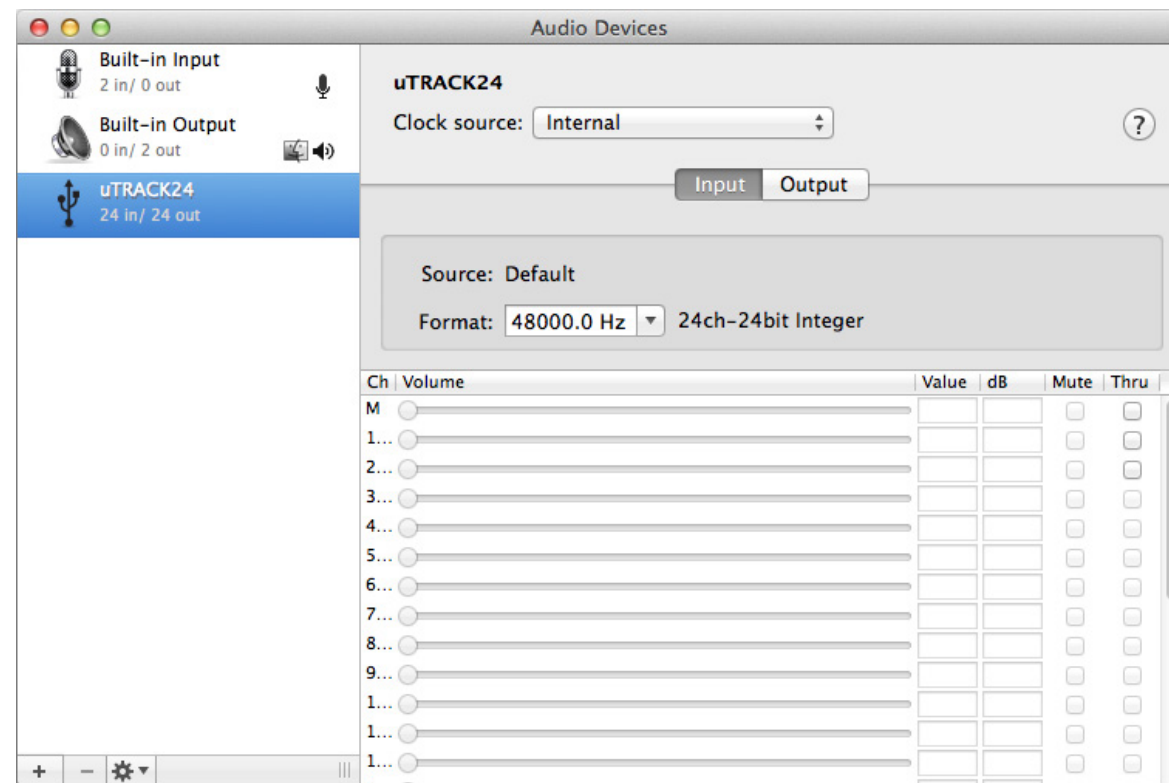 Audio Devices
Built-in Input
2 in/ 0 out
Built-in Output
0 in/ 2 out
uTRACK24
24 in/ 24 out
uTRACK24
Clock source: Internal
?
Input Output
Source: Default
Format: 48000.0 Hz 24ch-24bit Integer
Ch Volume Value dB Mute Thru
M
1...
2...
3...
4...
5...
6...
7...
8...
9...
1...
1...
1...